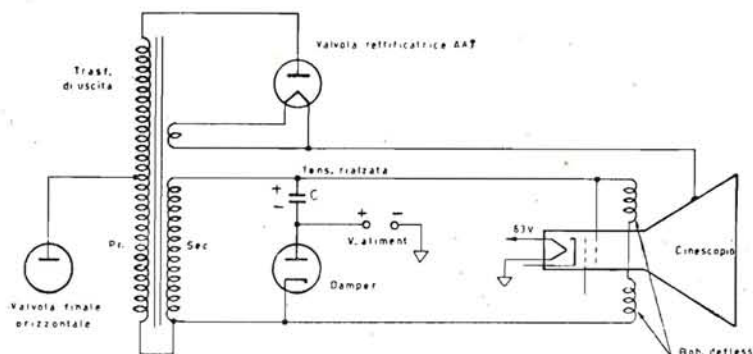 Valvola rettificatrice AAT
Trasf.
di uscita
Tens. rialzata
+
-
C
+ -
V. aliment
6.3V
Pr.
Sec
Damper
Cinescopio
Valvola finale
orizzontale
Bob. defless